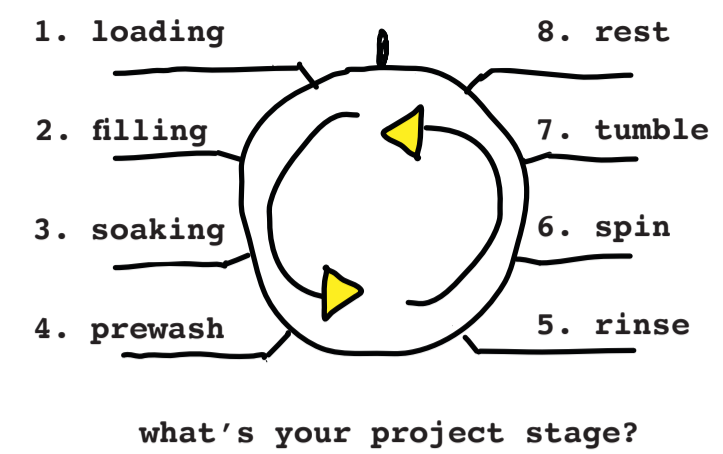 1. loading
2. filling
3. soaking
4. prewash
8. rest
7. tumble
6. spin
5. rinse
what's your project stage?